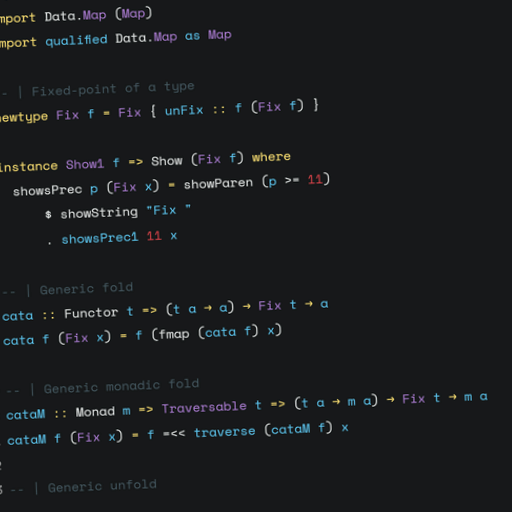 mport Data.Map (Map)
mport qualified Data.Map as Map
- | Fixed-point of a type
newtype Fix f = Fix { unFix :: f (Fix f) }
instance Show1 f => Show (Fix f) where
showsPrec p (Fix x) = showParen (p >= 11)
$ showString "Fix "
. showsPrec1 11 x
-- | Generic fold
cata :: Functor t => (t a → a) → Fix t → a
cata f (Fix x) = f (fmap (cata f) x)
-- | Generic monadic fold
cataM :: Monad m => Traversable t => (t a → m a) → Fix t → m a
cataM f (Fix x) = f =<< traverse (cataM f) x
3 -- | Generic unfold